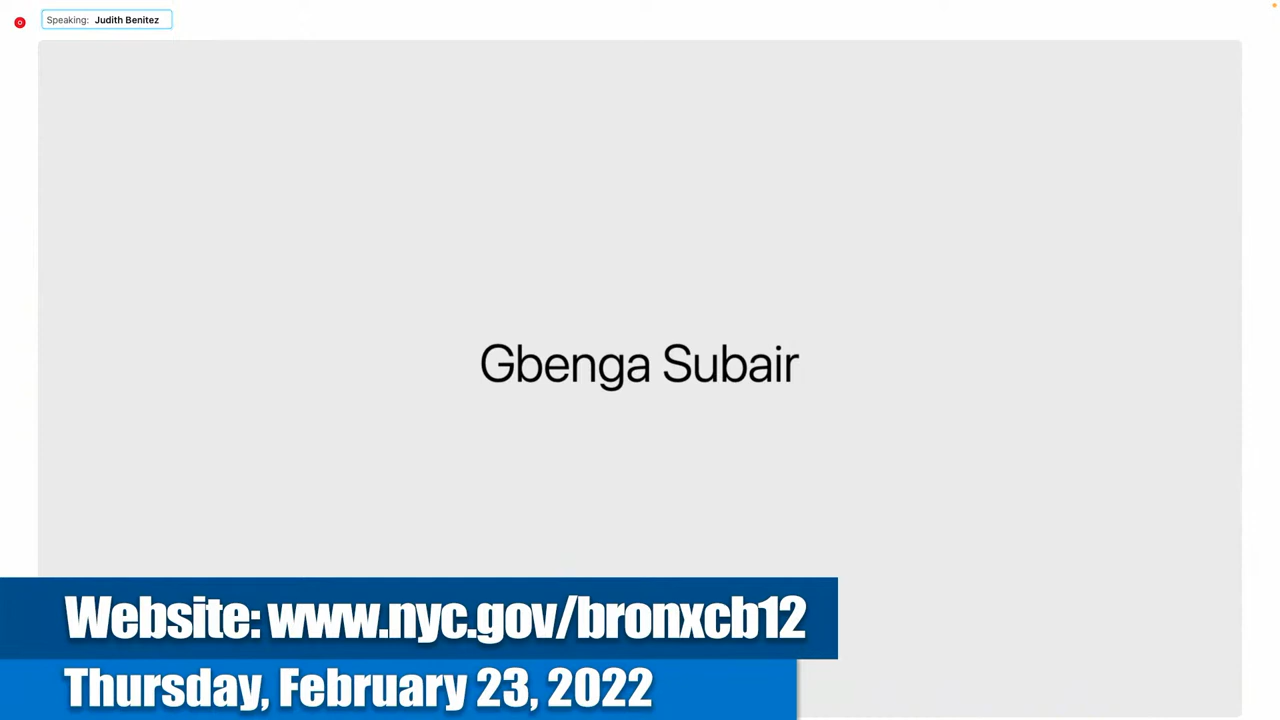 Speaking: Judith Benitez
Gbenga Subair
Website: www.nyc.gov/bronxcb12
Thursday, February 23, 2022